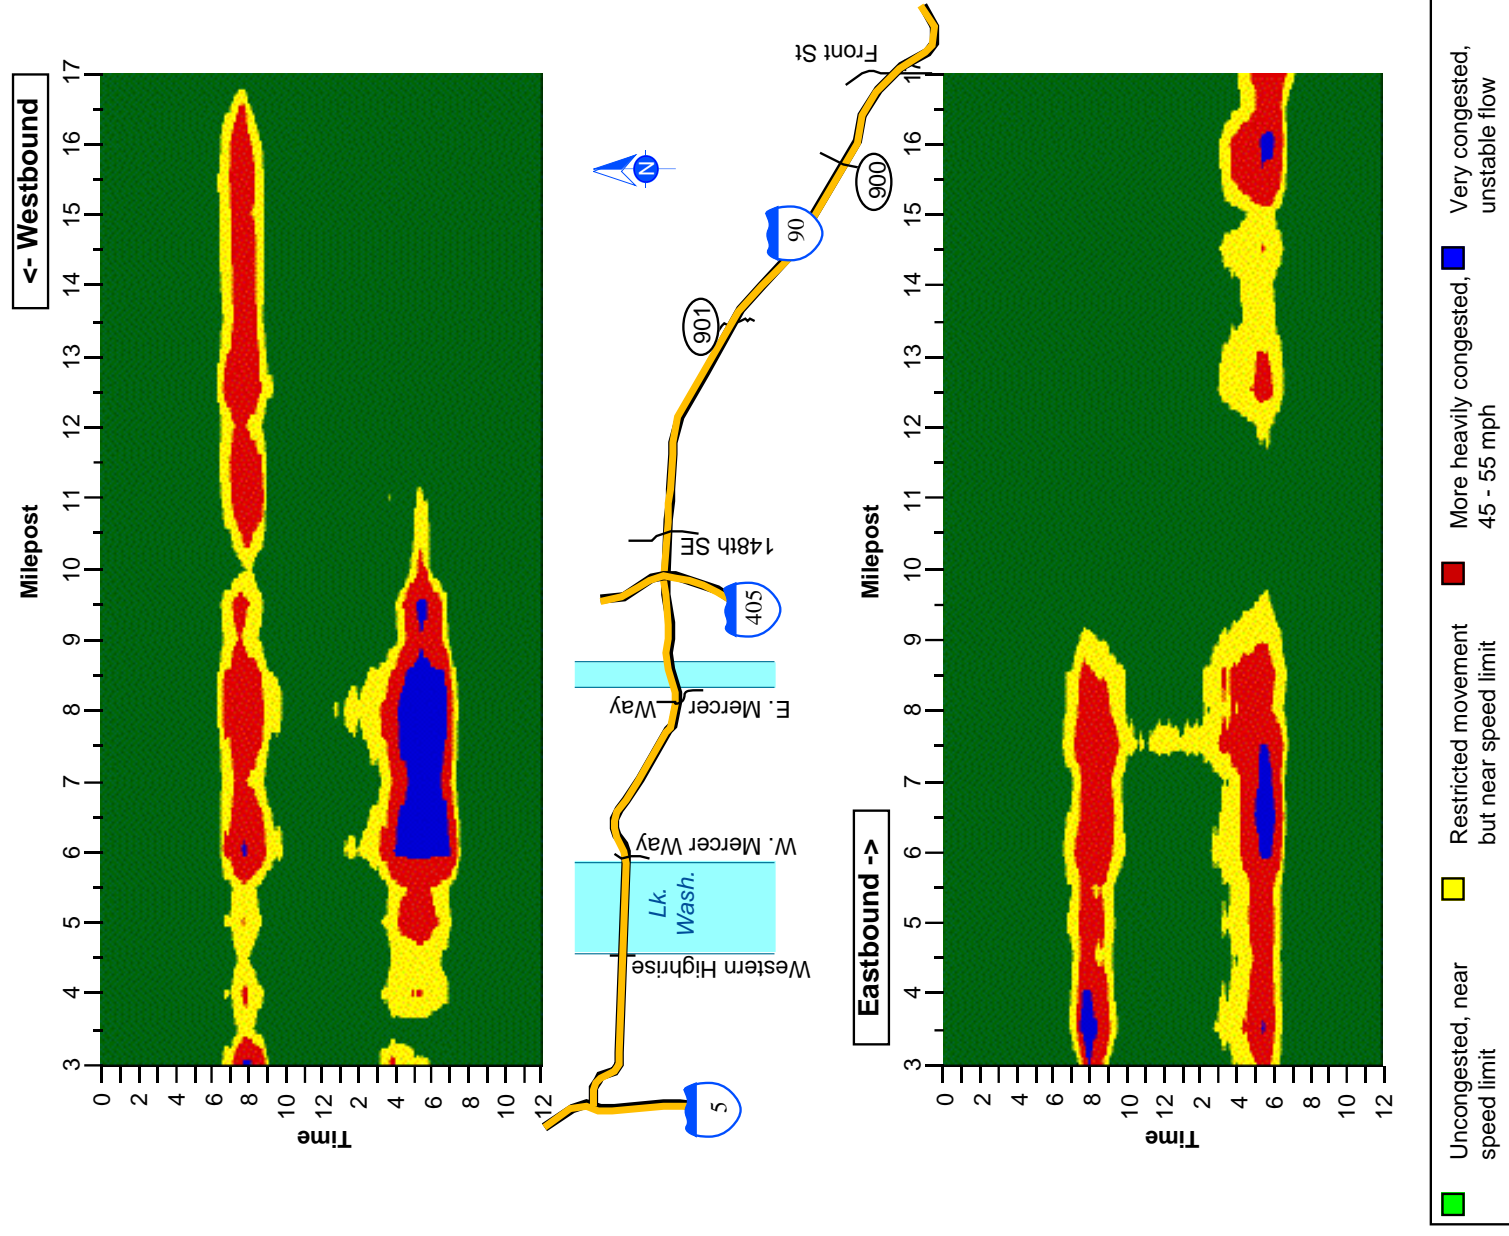 <- Westbound
Milepost
3 4 5 6 7 8 9 10 11 12 13 14 15 16 17
Time
0 2 4 6 8 10 12 2 4 6 8 10 12
N
Front St
900
90
901
148th SE
405
E. Mercer Way
W. Mercer Way
Lk.
Wash.
Western Highrise
5
Eastbound ->
Milepost
3 4 5 6 7 8 9 10 11 12 13 14 15 16 17
Time
0 2 4 6 8 10 12 2 4 6 8 10 12
Uncongested, near
speed limit
Restricted movement
but near speed limit
More heavily congested,
45 - 55 mph
Very congested,
unstable flow